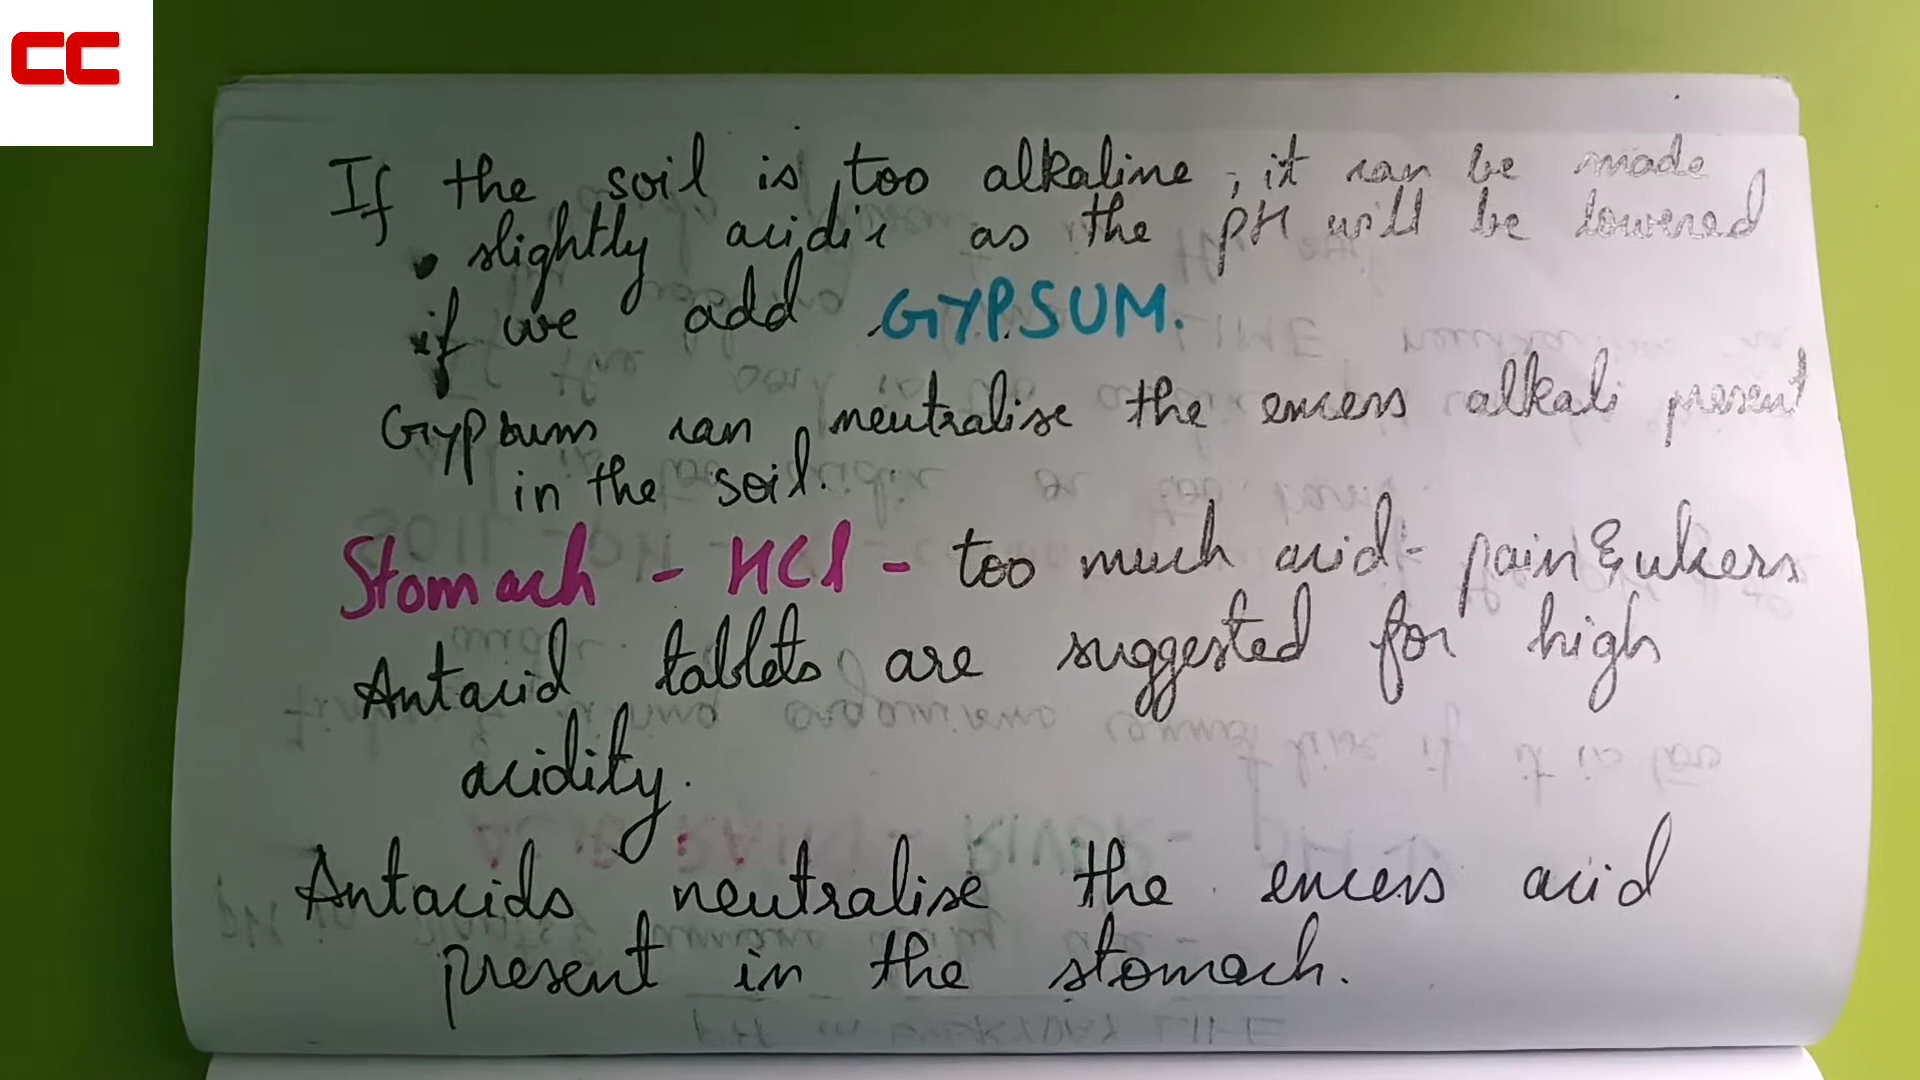 CC
If the soil is too alkaline, it can be made
slightly acidic as the pH will be lowered
if we add GYPSUM.
Gypsum can neutralise the excess alkali present
in the soil.
Stomach - HCl - too much acid - pain & ulcers
Antacid tablets are suggested for high
acidity.
Antacids neutralise the excess acid
present in the stomach.